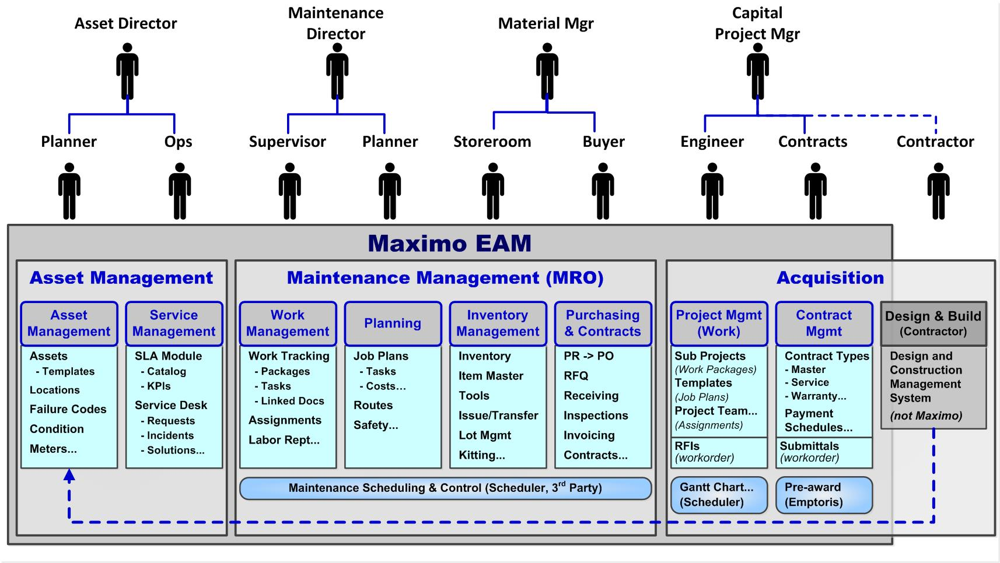 Asset Director
Maintenance
Director
Material Mgr
Capital
Project Mgr
Planner
Ops
Supervisor
Planner
Storeroom
Buyer
Engineer
Contracts
Contractor
Maximo EAM
Asset Management
Asset
Management
Assets
- Templates
Locations
Failure Codes
Condition
Meters...
Service
Management
SLA Module
- Catalog
- KPIs
Service Desk
- Requests
- Incidents
- Solutions...
Maintenance Management (MRO)
Work
Management
Work Tracking
- Packages
- Tasks
- Linked Docs
Assignments
Labor Rept...
Planning
Job Plans
- Tasks
- Costs...
Routes
Safety...
Inventory
Management
Inventory
Item Master
Tools
Issue/Transfer
Lot Mgmt
Kitting...
Purchasing
& Contracts
PR -> PO
RFQ
Receiving
Inspections
Invoicing
Contracts...
Maintenance Scheduling & Control (Scheduler, 3rd Party)
Acquisition
Project Mgmt
(Work)
Sub Projects
(Work Packages)
Templates
(Job Plans)
Project Team...
(Assignments)
RFIs
(workorder)
Gantt Chart...
(Scheduler)
Contract
Mgmt
Contract Types
- Master
- Service
- Warranty...
Payment
Schedules...
Submittals
(workorder)
Pre-award
(Emptoris)
Design & Build
(Contractor)
Design and
Construction
Management
System
(not Maximo)